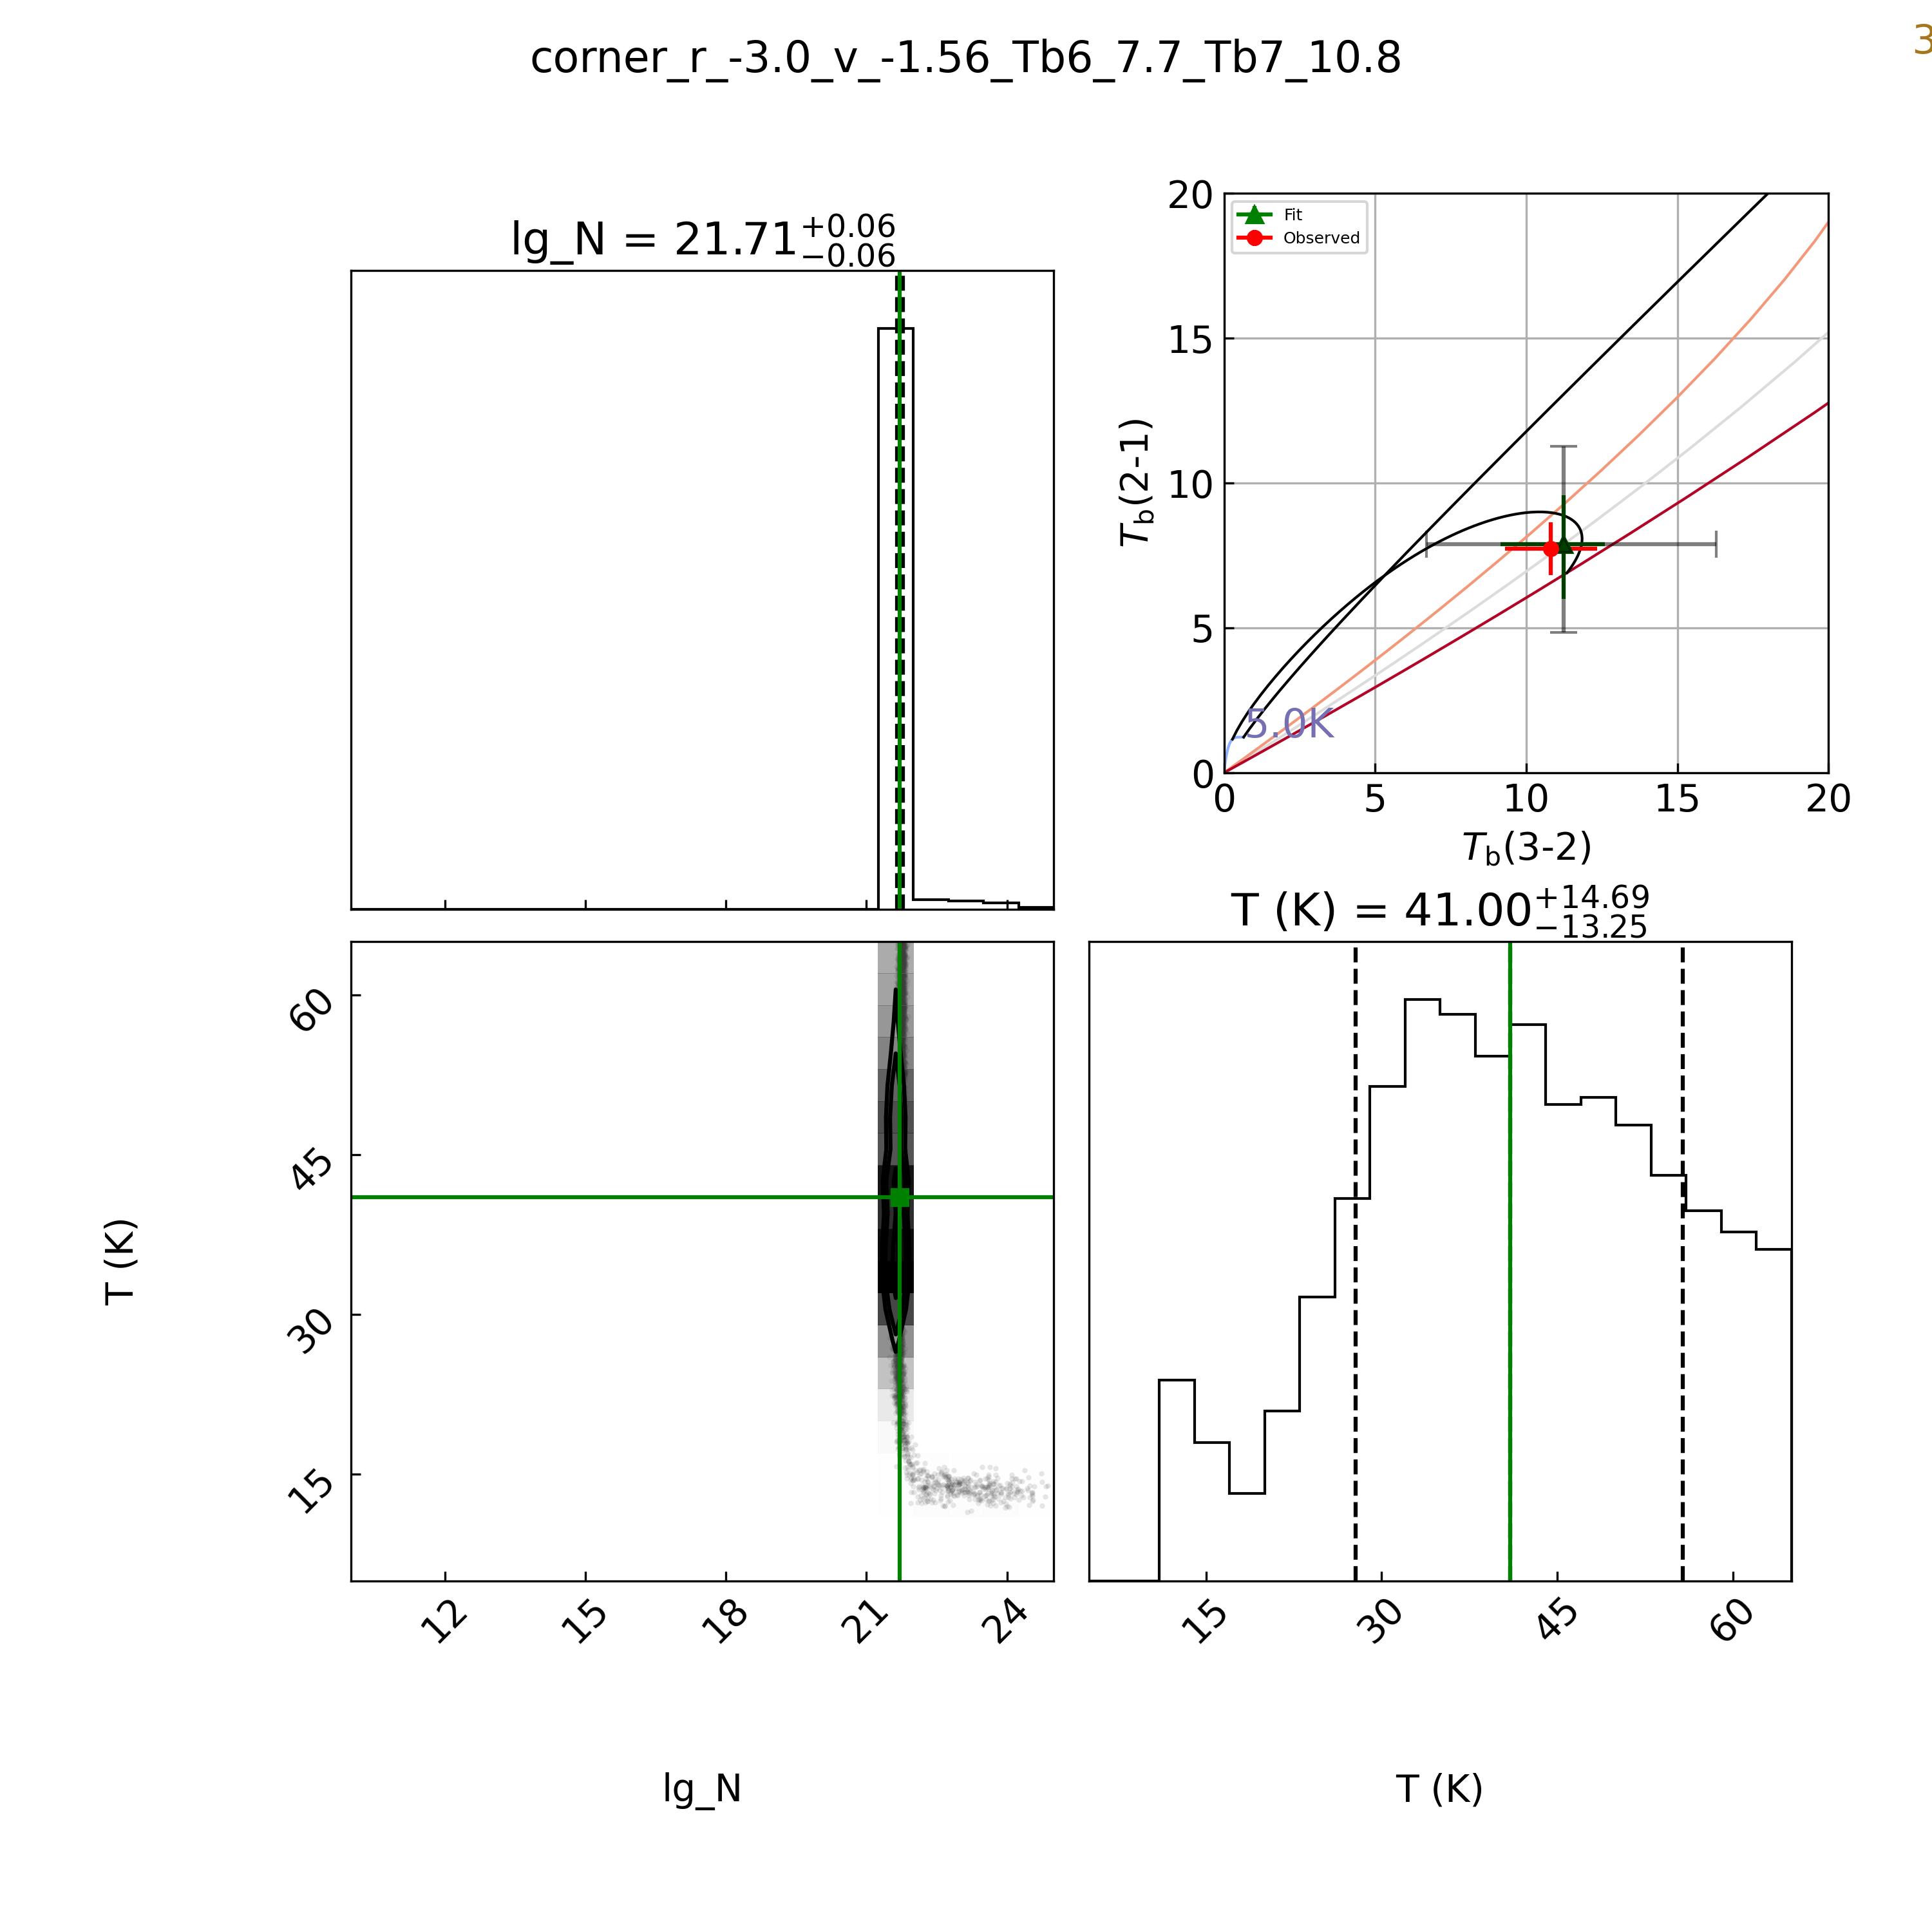 corner_r_-3.0_v_-1.56_Tb6_7.7_Tb7_10.8
3
lg_N = 21.71 +0.06 −0.06
20
15
10
5
0
Fit
Observed
5.0K
T_b(2-1)
0 5 10 15 20
T_b(3-2)
T (K) = 41.00 +14.69 −13.25
60
45
30
15
T (K)
12 15 18 21 24
lg_N
15 30 45 60
T (K)